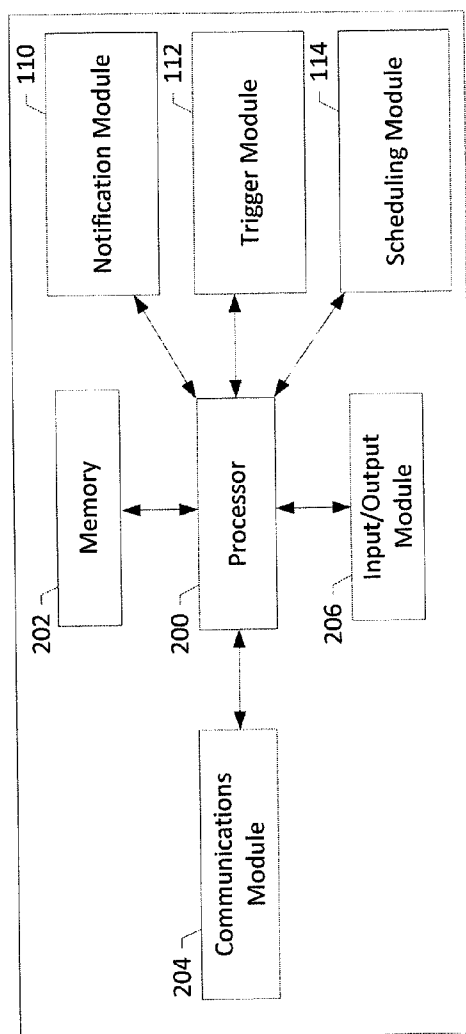 110
Notification Module
112
Trigger Module
114
Scheduling Module
202
Memory
200
Processor
206
Input/Output
Module
204
Communications
Module